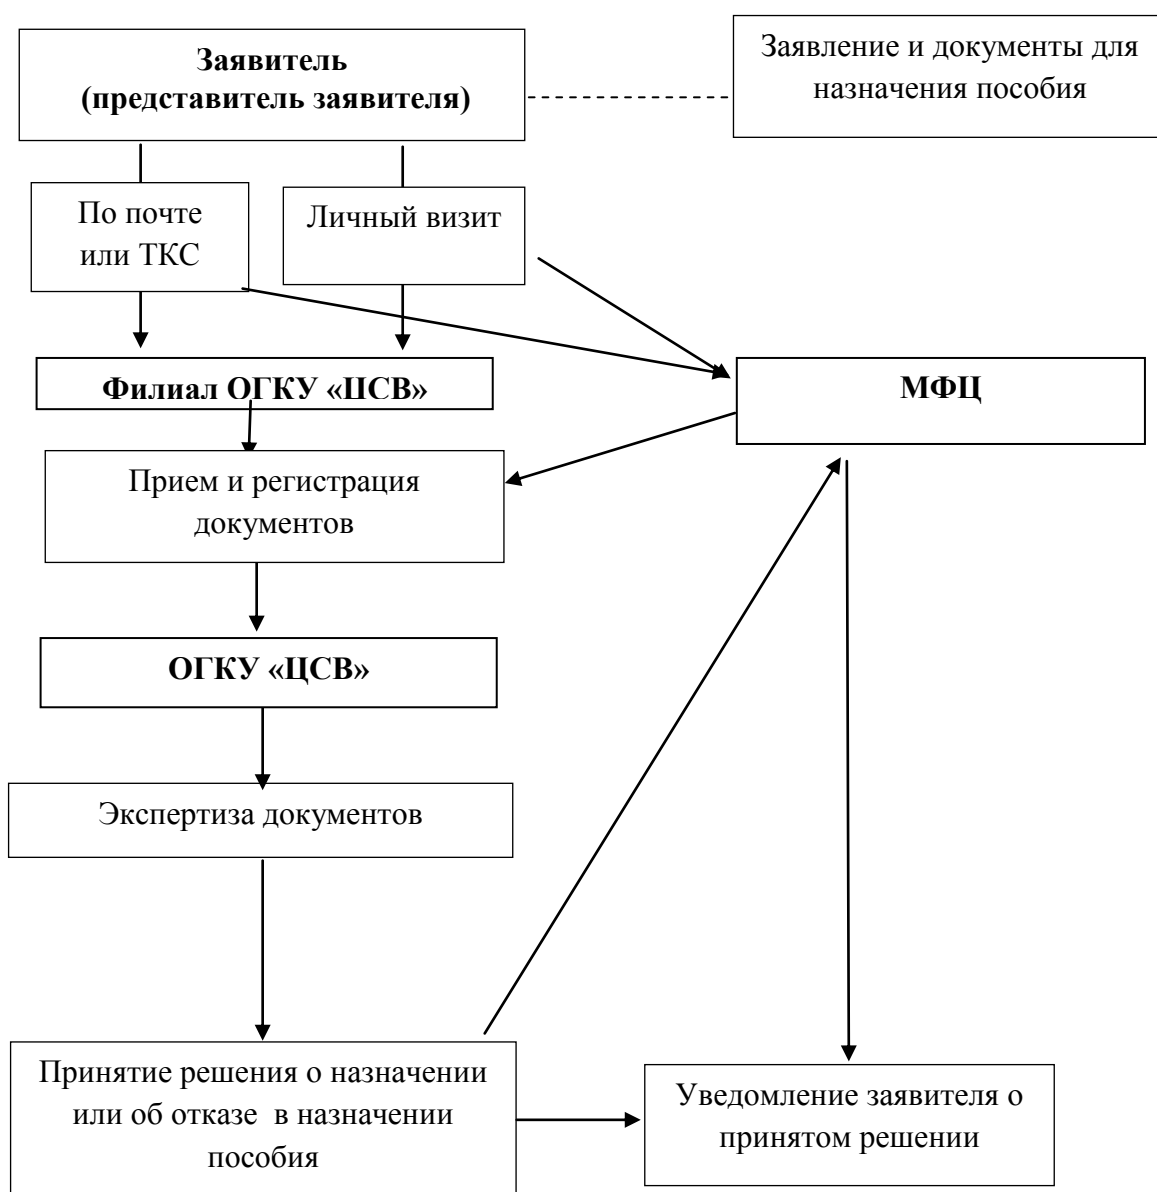 Заявитель
(представитель заявителя)
Заявление и документы для
назначения пособия
По почте
или ТКС
Личный визит
Филиал ОГКУ «ЦСВ»
МФЦ
Прием и регистрация
документов
ОГКУ «ЦСВ»
Экспертиза документов
Принятие решения о назначении
или об отказе в назначении
пособия
Уведомление заявителя о
принятом решении